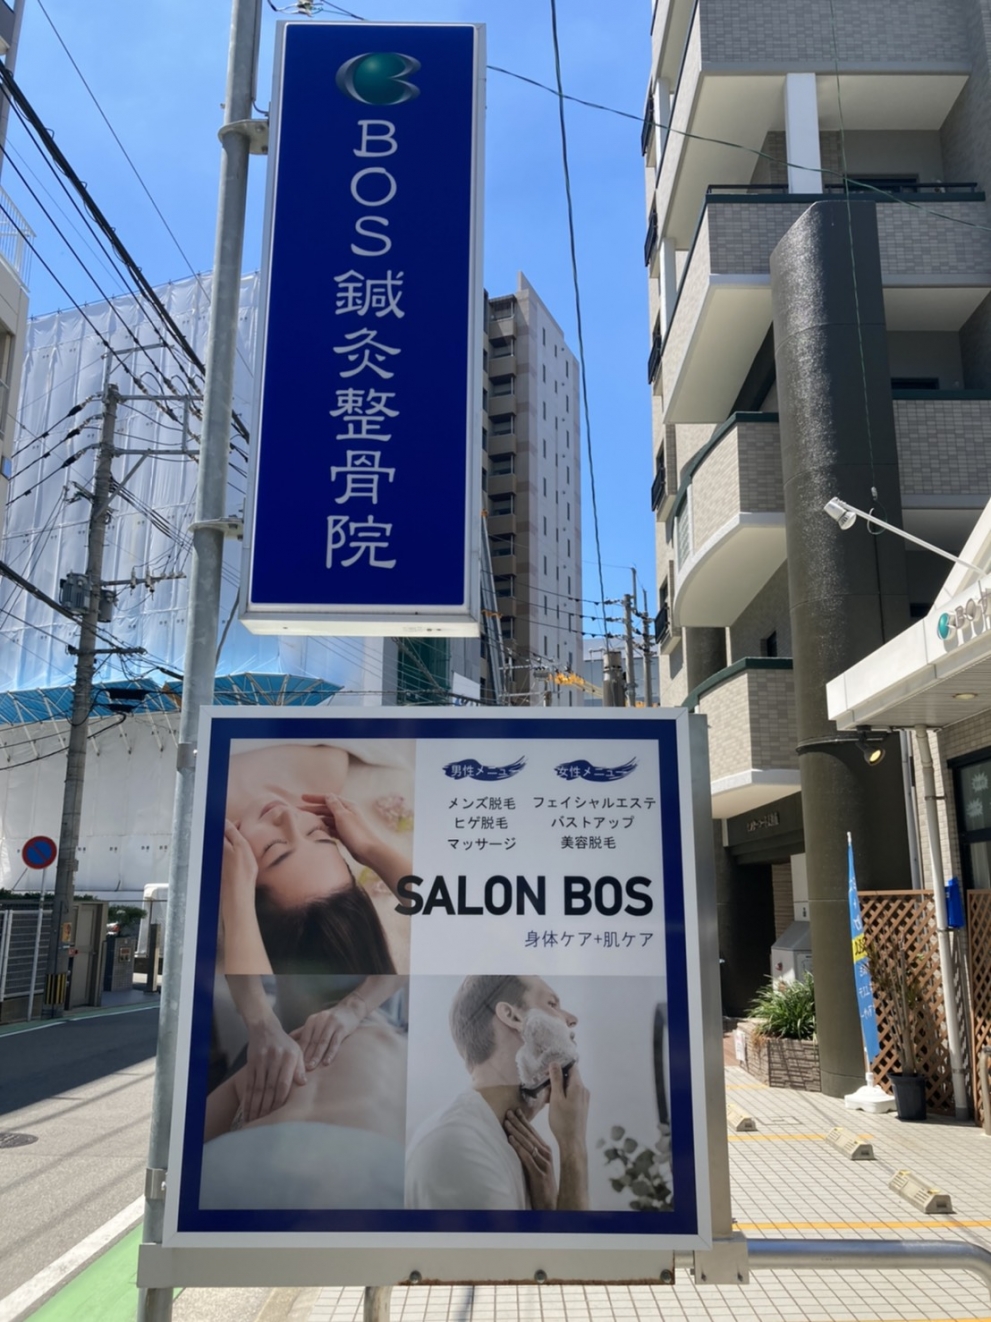 BOS鍼灸整骨院
男性メニュー
メンズ脱毛
ヒゲ脱毛
マッサージ
女性メニュー
フェイシャルエステ
バストアップ
美容脱毛
SALON BOS
身体ケア+肌ケア